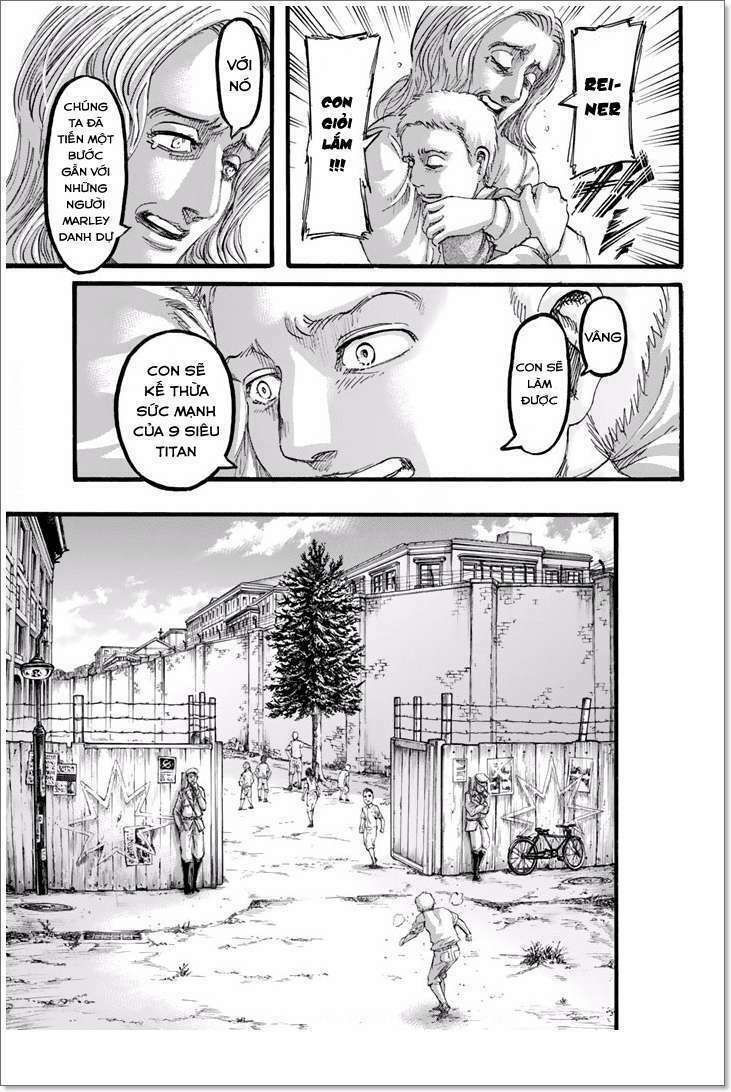 REI-
NER
CON
GIỎI
LẮM
!!!
VỚI
NÓ
CHÚNG
TA ĐÃ
TIẾN MỘT
BƯỚC
GẦN VỚI
NHỮNG
NGƯỜI
MARLEY
DANH DỰ
VÂNG
CON SẼ
LÀM
ĐƯỢC
CON SẼ
KẾ THỪA
SỨC MẠNH
CỦA 9 SIÊU
TITAN